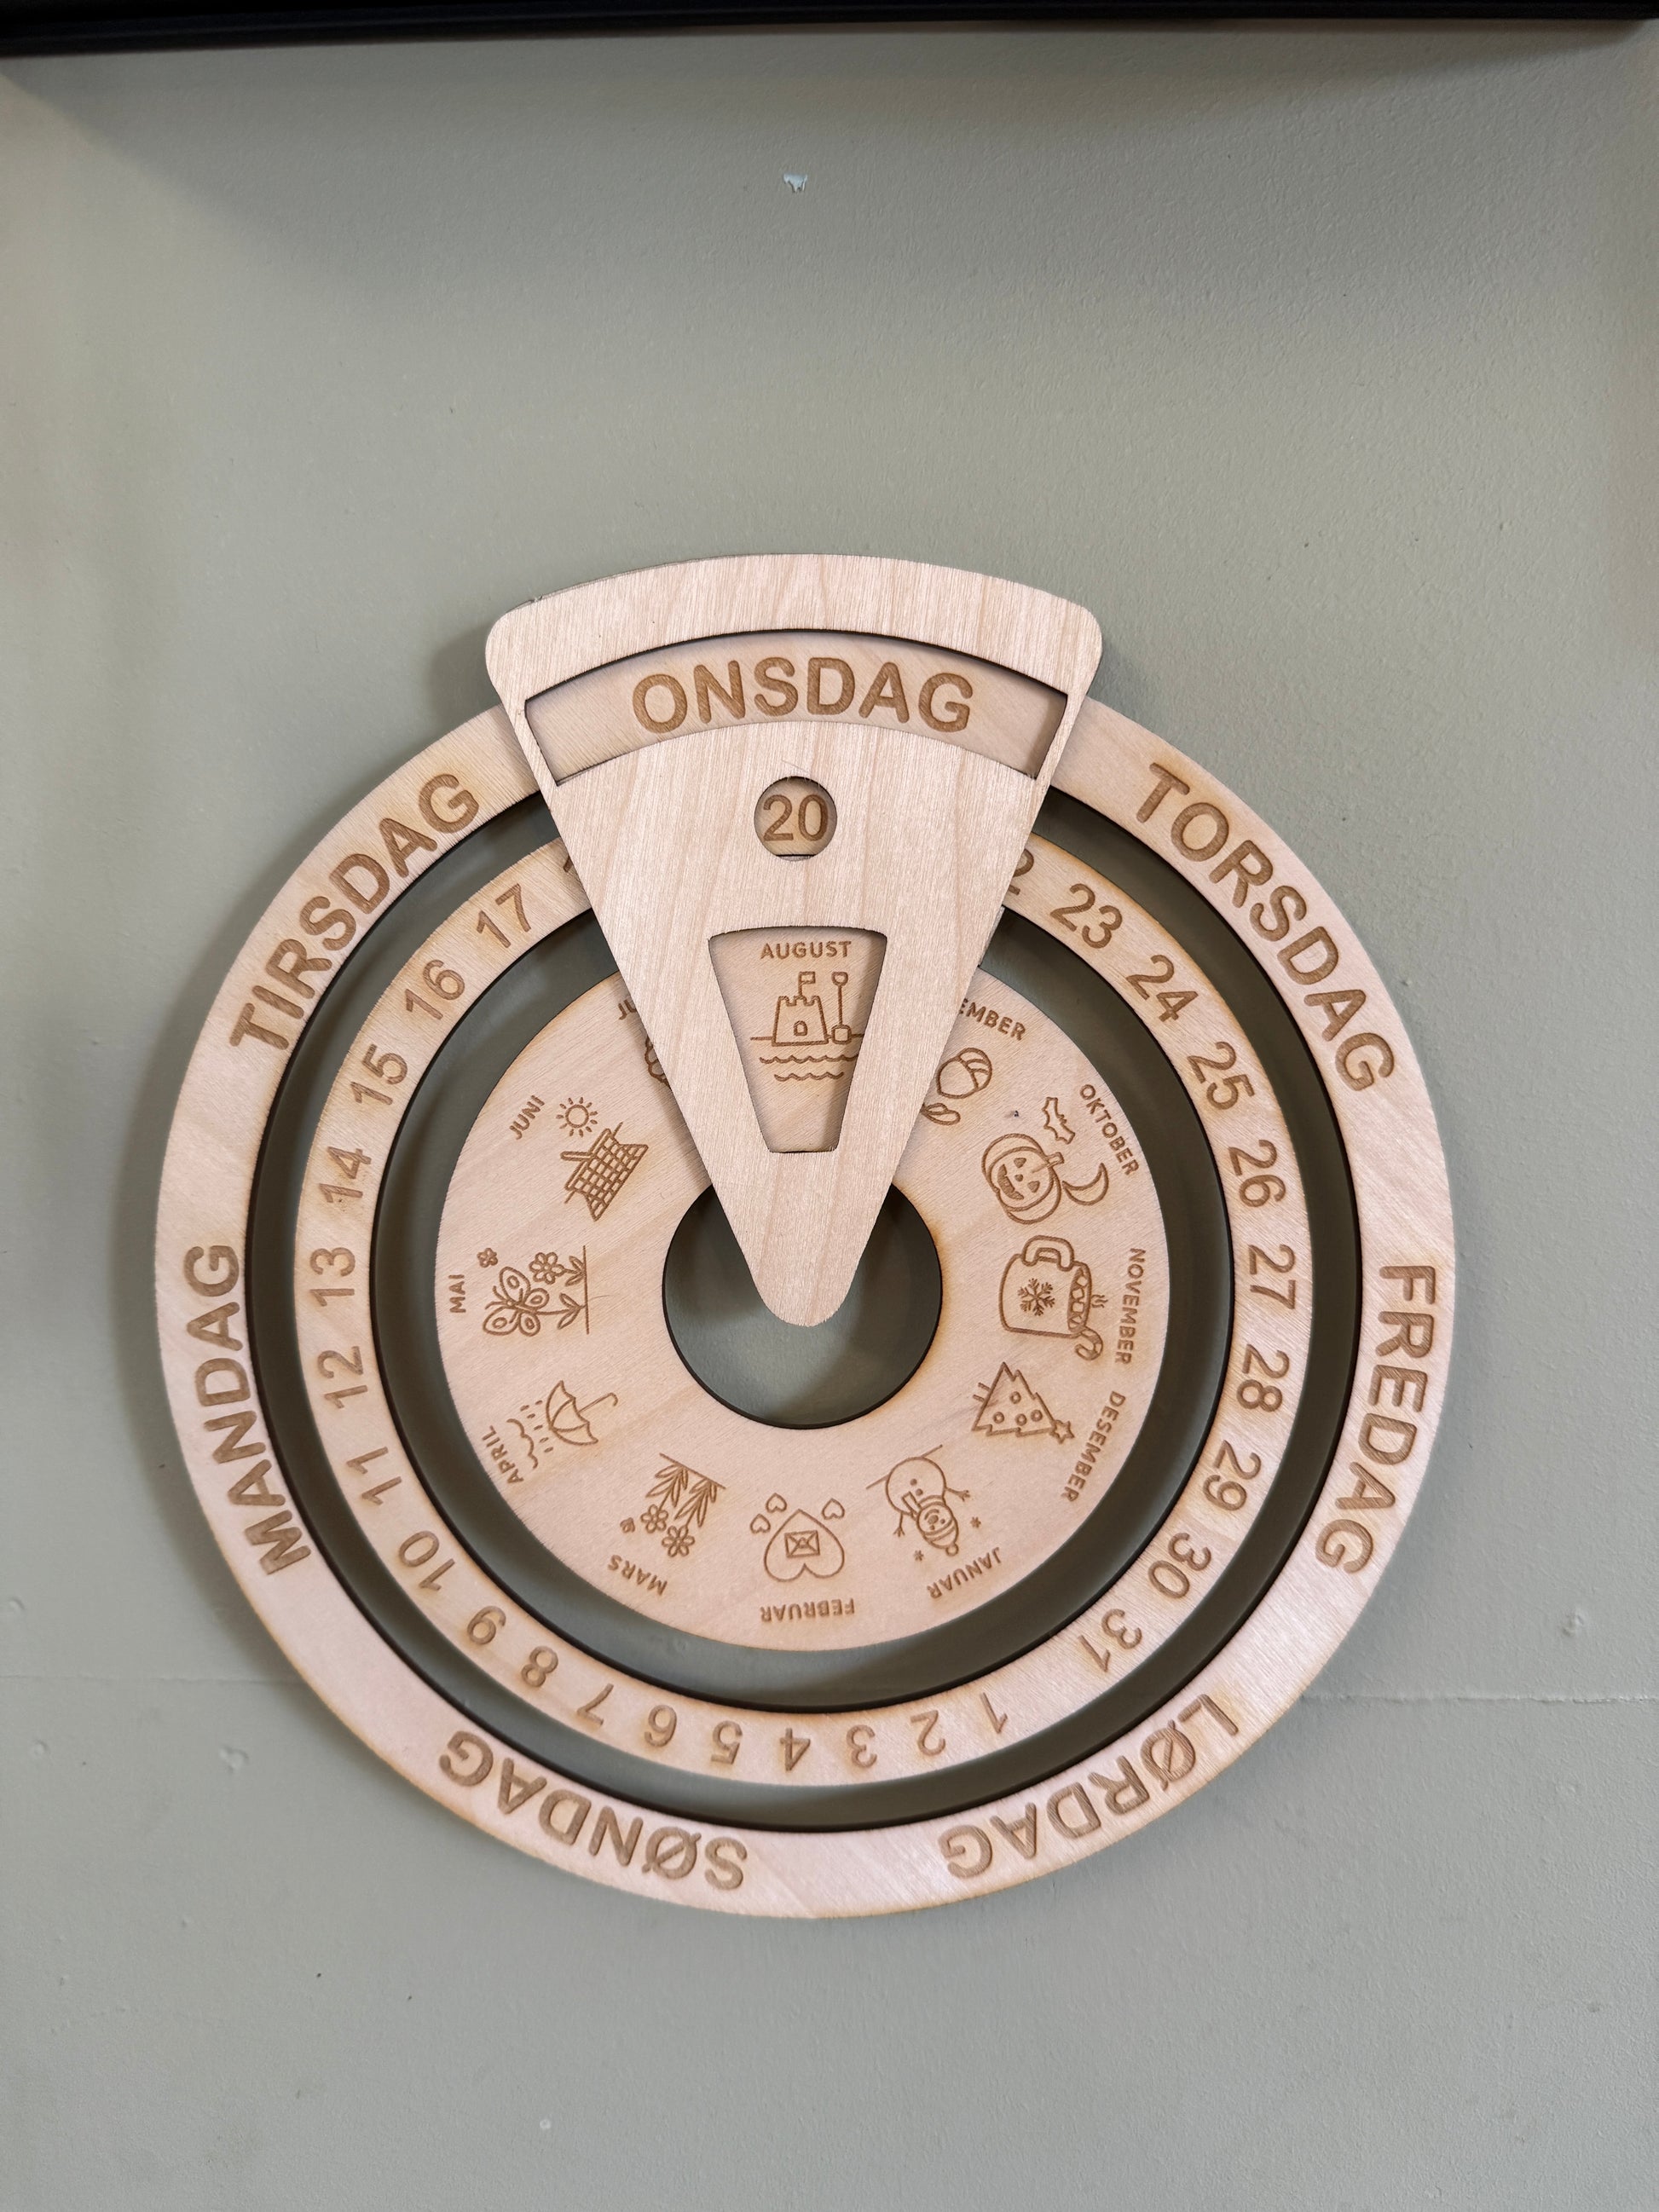 ONSDAG
TORSDAG
FREDAG
LØRDAG
SØNDAG
MANDAG
TIRSDAG
20
23
24
25
26
27
28
29
30
31
1
2
3
4
5
6
7
8
9
10
11
12
13
14
15
16
17
AUGUST
OKTOBER
NOVEMBER
DESEMBER
JANUAR
FEBRUAR
MARS
APRIL
MAI
JUNI